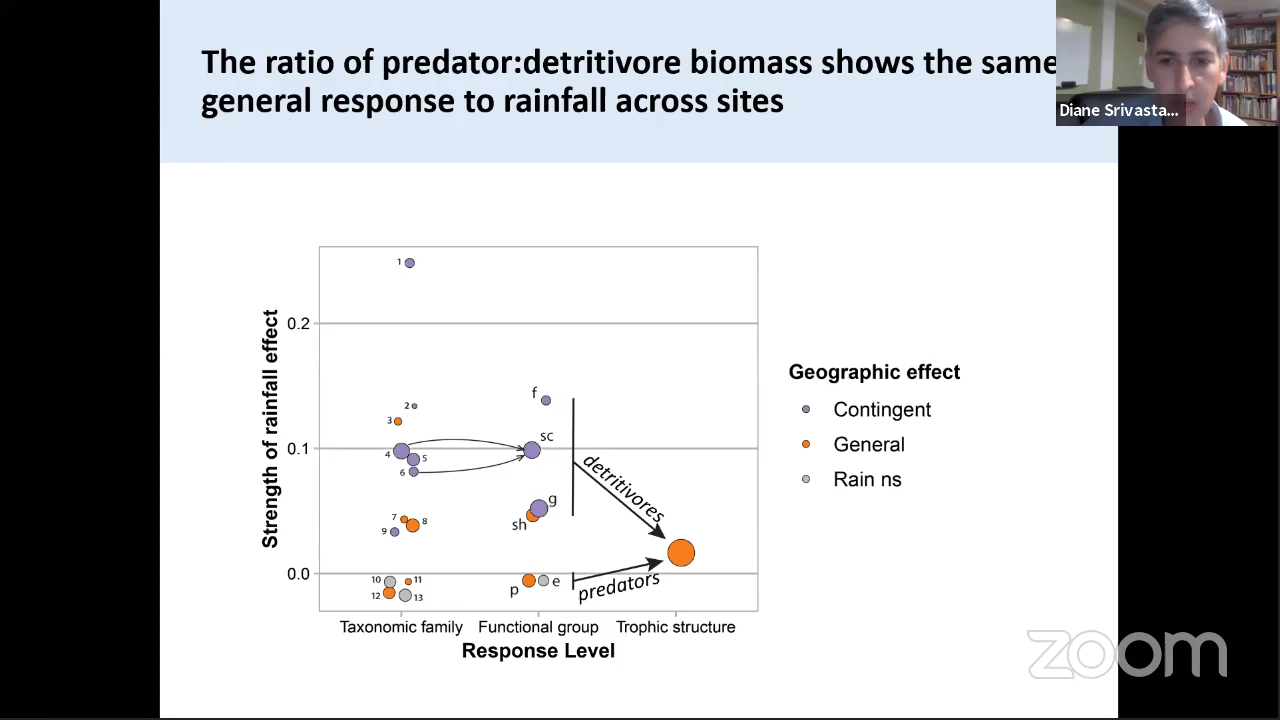 The ratio of predator:detritivore biomass shows the same
general response to rainfall across sites
Diane Srivasta...
Strength of rainfall effect
0.2
0.1
0.0
1
2
3
4
5
6
7
8
9
10
11
12
13
f
sc
g
sh
p
e
detritivores
predators
Taxonomic family
Functional group
Trophic structure
Response Level
Geographic effect
Contingent
General
Rain ns
zoom